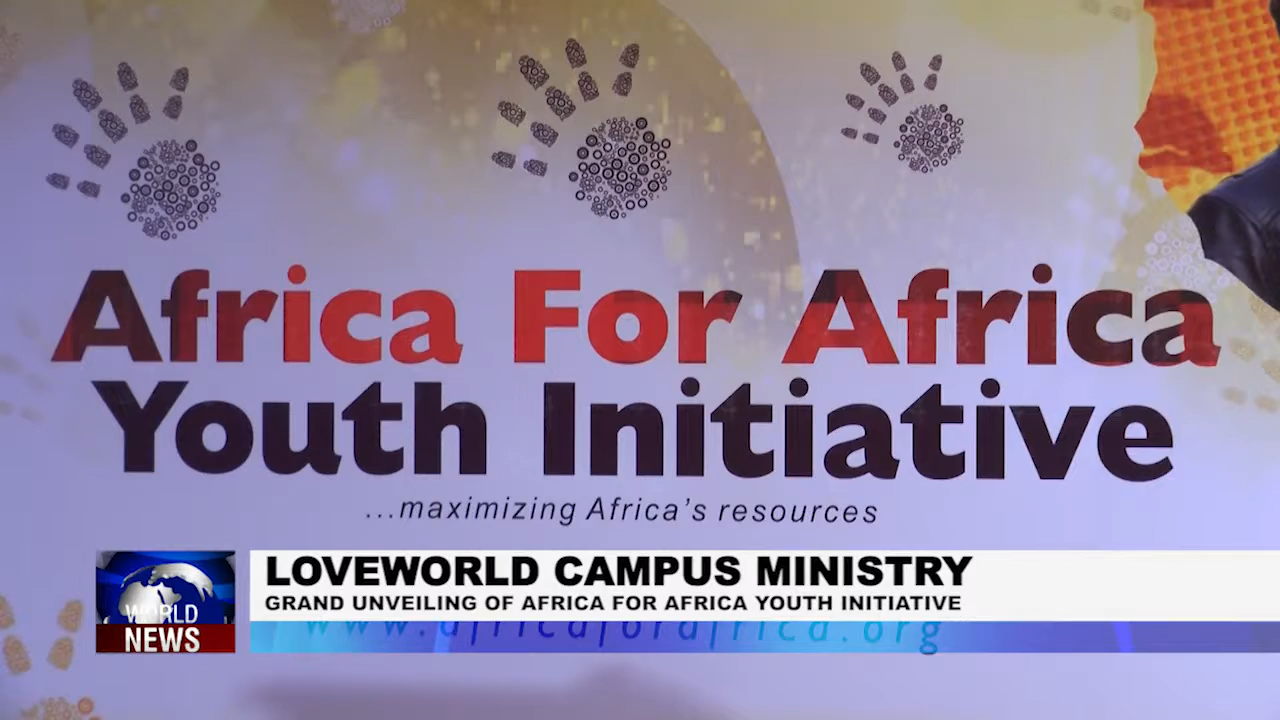 Africa For Africa
Youth Initiative
...maximizing Africa's resources
LOVEWORLD CAMPUS MINISTRY
GRAND UNVEILING OF AFRICA FOR AFRICA YOUTH INITIATIVE
www.africaforafrica.org
WORLD
NEWS